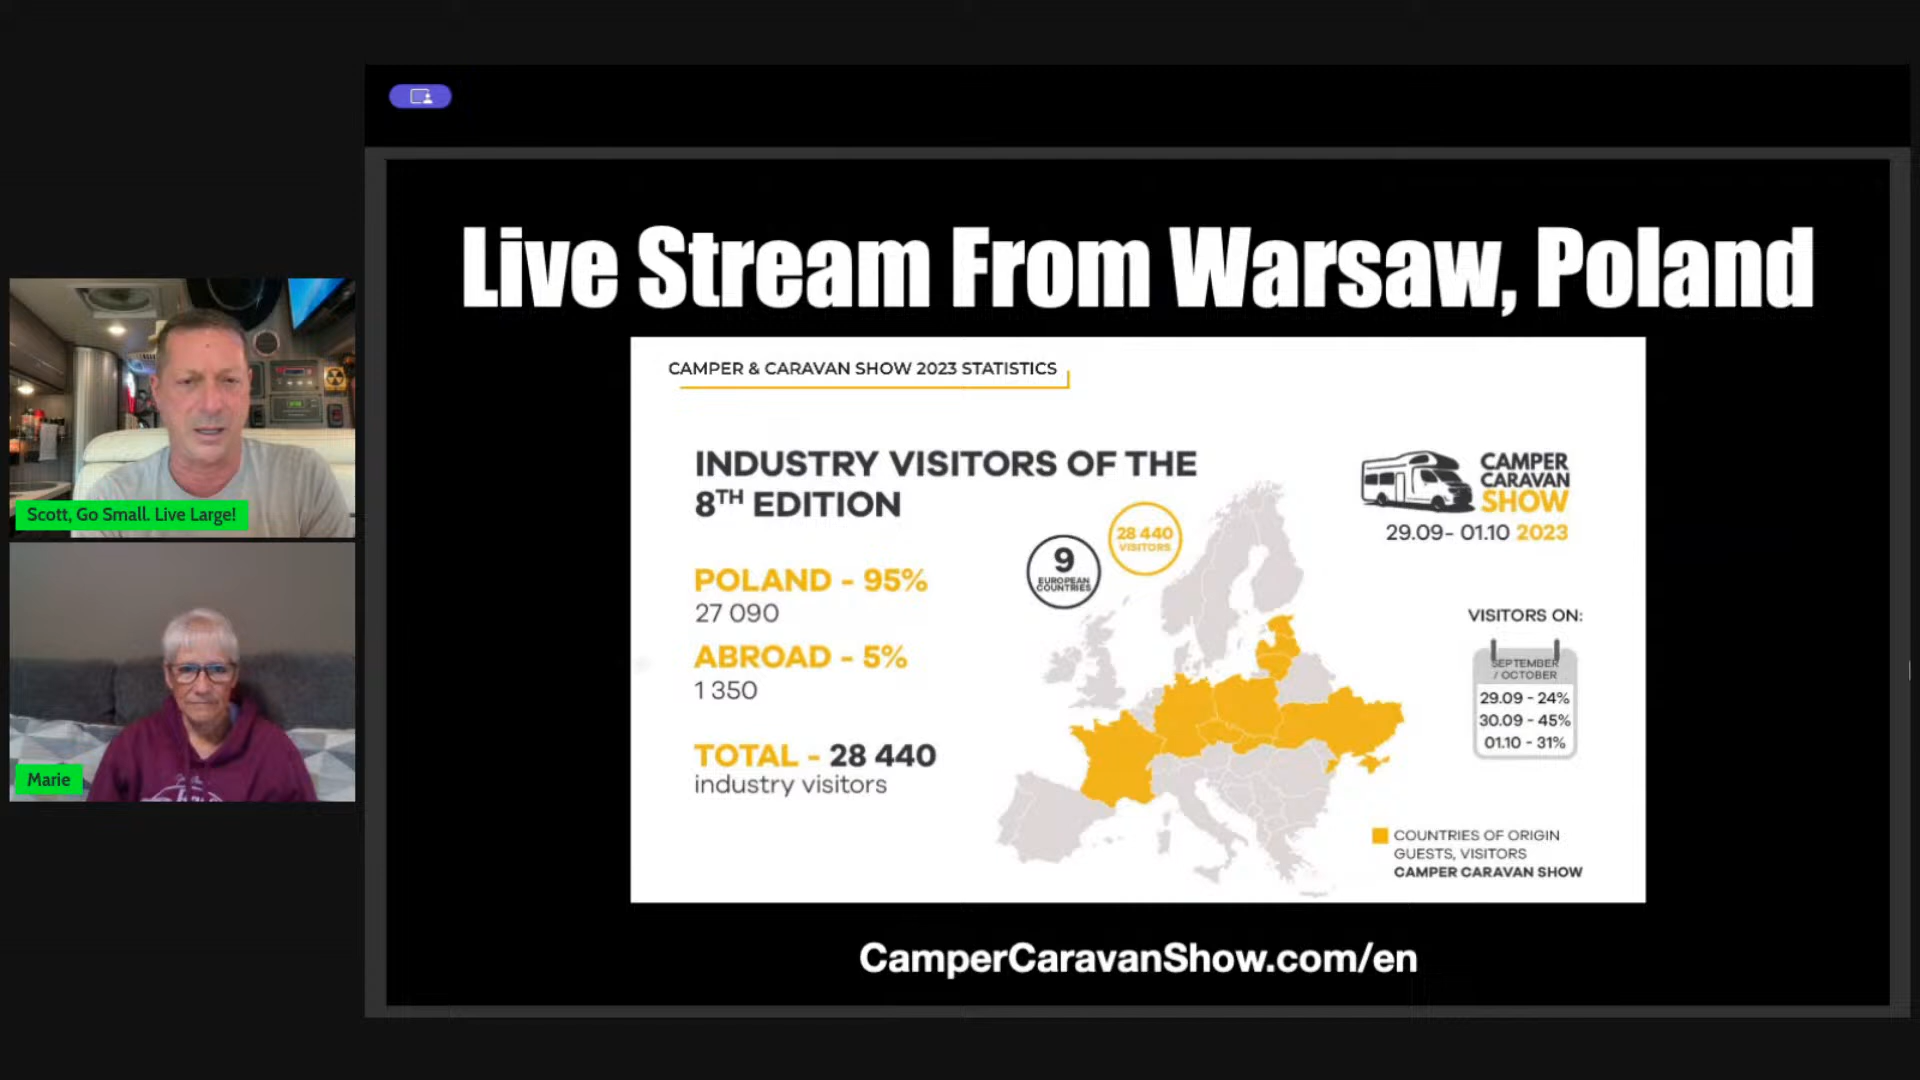 Live Stream From Warsaw, Poland
CAMPER & CARAVAN SHOW 2023 STATISTICS
INDUSTRY VISITORS OF THE
8TH EDITION
POLAND - 95%
27 090
ABROAD - 5%
1 350
TOTAL - 28 440
industry visitors
9
EUROPEAN
COUNTRIES
28 440
VISITORS
CAMPER
CARAVAN
SHOW
29.09- 01.10 2023
VISITORS ON:
SEPTEMBER
/ OCTOBER
29.09 - 24%
30.09 - 45%
01.10 - 31%
COUNTRIES OF ORIGIN
GUESTS, VISITORS
CAMPER CARAVAN SHOW
CamperCaravanShow.com/en
Scott, Go Small. Live Large!
Marie